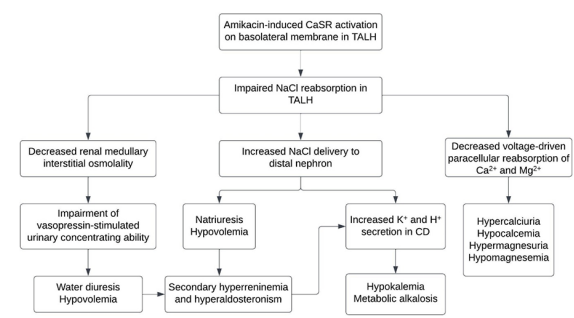 Amikacin-induced CaSR activation
on basolateral membrane in TALH
Impaired NaCl reabsorption in
TALH
Decreased renal medullary
interstitial osmolality
Increased NaCl delivery to
distal nephron
Decreased voltage-driven
paracellular reabsorption of
Ca²⁺ and Mg²⁺
Impairment of
vasopressin-stimulated
urinary concentrating ability
Natriuresis
Hypovolemia
Increased K⁺ and H⁺
secretion in CD
Hypercalciuria
Hypocalcemia
Hypermagnesuria
Hypomagnesemia
Water diuresis
Hypovolemia
Secondary hyperreninemia
and hyperaldosteronism
Hypokalemia
Metabolic alkalosis